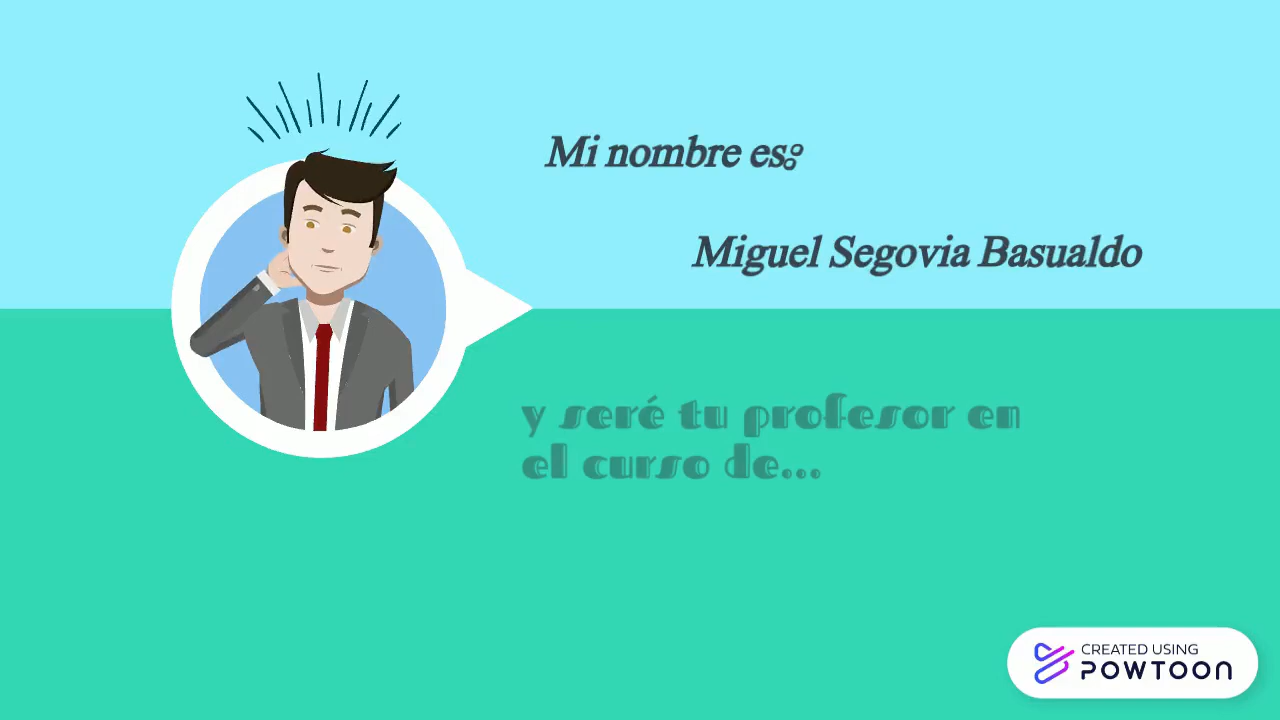 Mi nombre es:
Miguel Segovia Basualdo
y seré tu profesor en
el curso de...
CREATED USING
POWTOON